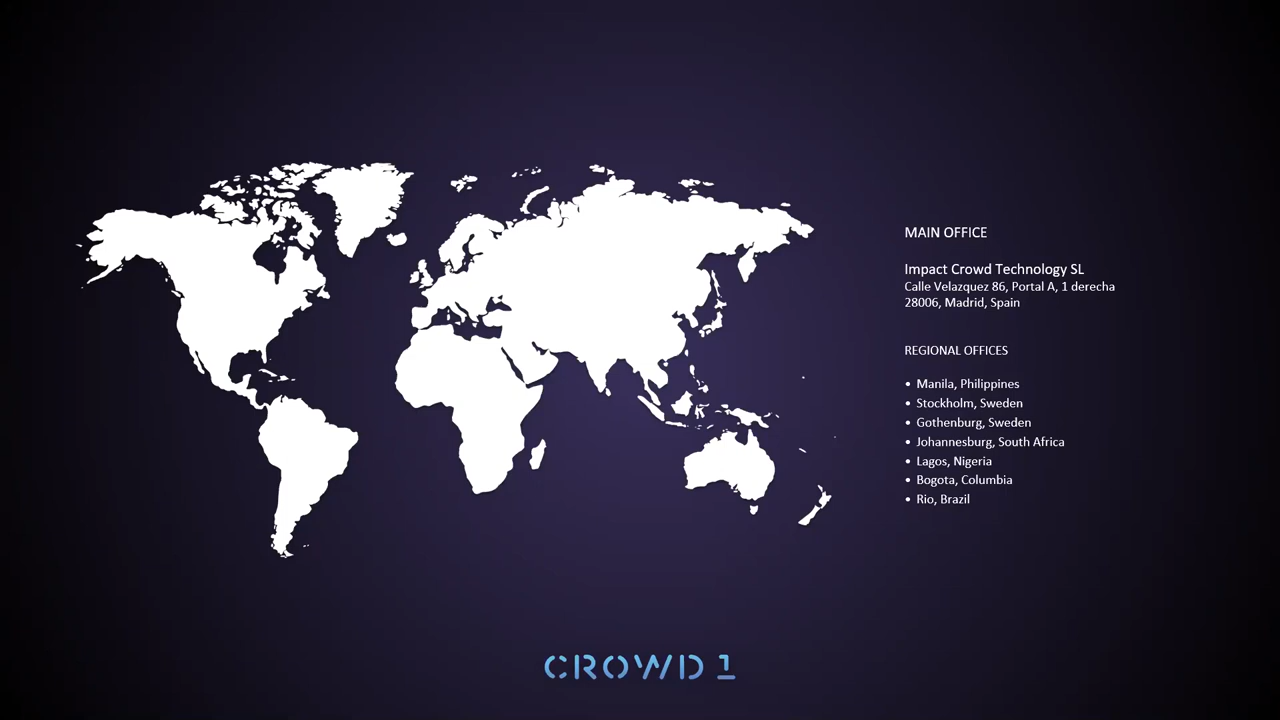 MAIN OFFICE
Impact Crowd Technology SL
Calle Velazquez 86, Portal A, 1 derecha
28006, Madrid, Spain
REGIONAL OFFICES
• Manila, Philippines
• Stockholm, Sweden
• Gothenburg, Sweden
• Johannesburg, South Africa
• Lagos, Nigeria
• Bogota, Columbia
• Rio, Brazil
CROWD 1